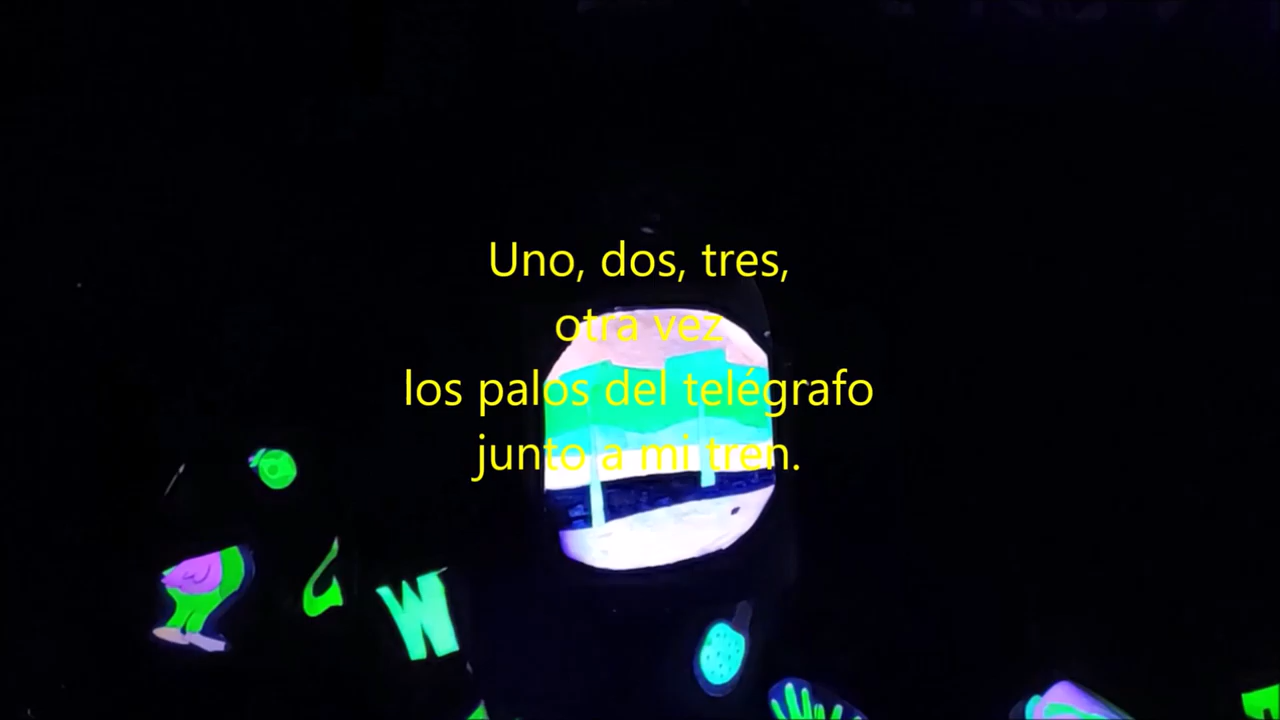 Uno, dos, tres,
otra vez
los palos del telégrafo
junto a mi tren.
W